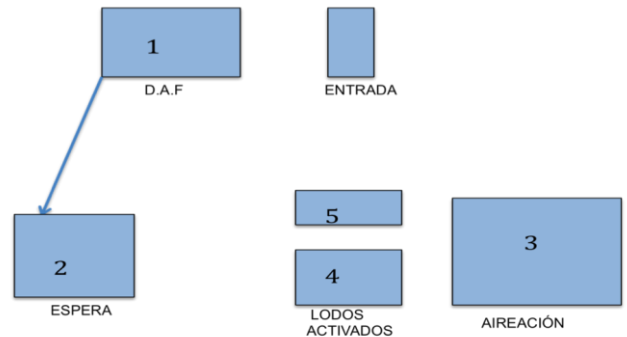 1
D.A.F
ENTRADA
5
3
2
4
ESPERA
LODOS
ACTIVADOS
AIREACIÓN